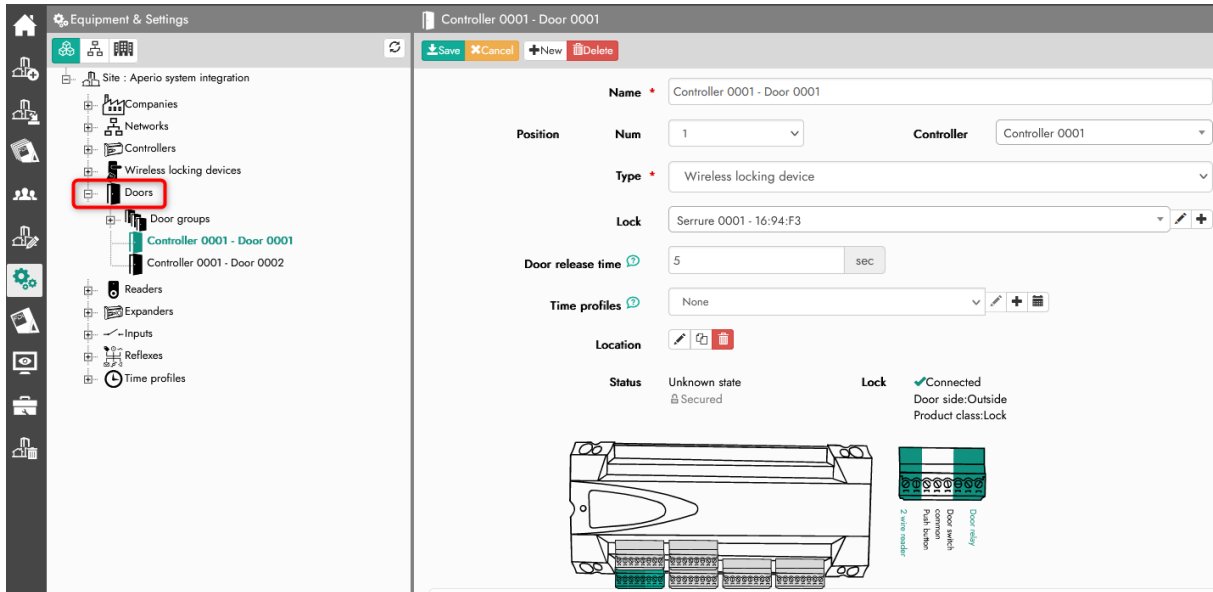 Equipment & Settings
Controller 0001 - Door 0001
Save Cancel New Delete
Site : Aperio system integration
Companies
Networks
Controllers
Wireless locking devices
Doors
Door groups
Controller 0001 - Door 0001
Controller 0001 - Door 0002
Readers
Expanders
Inputs
Reflexes
Time profiles
Name * Controller 0001 - Door 0001
Position Num 1 Controller Controller 0001
Type * Wireless locking device
Lock Serrure 0001 - 16:94:F3
Door release time 5 sec
Time profiles None
Location
Status Unknown state Lock Connected
Secured Door side:Outside
Product class:Lock
2 wire reader
Push button
common
Door switch
Door relay